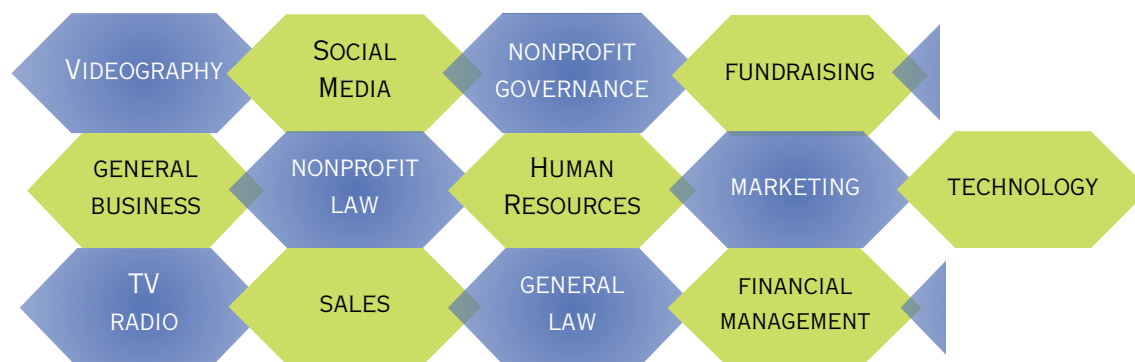 VIDEOGRAPHY
SOCIAL
MEDIA
NONPROFIT
GOVERNANCE
FUNDRAISING
GENERAL
BUSINESS
NONPROFIT
LAW
HUMAN
RESOURCES
MARKETING
TECHNOLOGY
TV
RADIO
SALES
GENERAL
LAW
FINANCIAL
MANAGEMENT